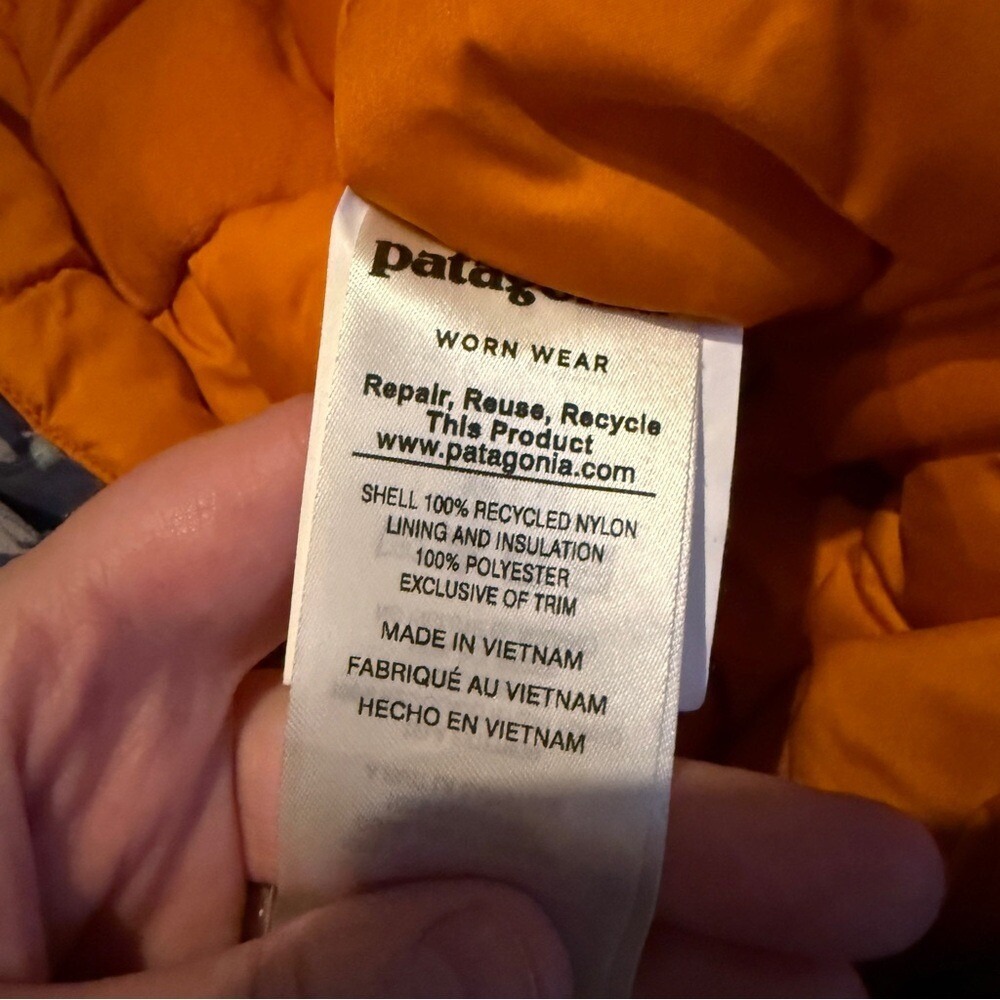 patago
WORN WEAR
Repair, Reuse, Recycle
This Product
www.patagonia.com
SHELL 100% RECYCLED NYLON
LINING AND INSULATION
100% POLYESTER
EXCLUSIVE OF TRIM
MADE IN VIETNAM
FABRIQUÉ AU VIETNAM
HECHO EN VIETNAM